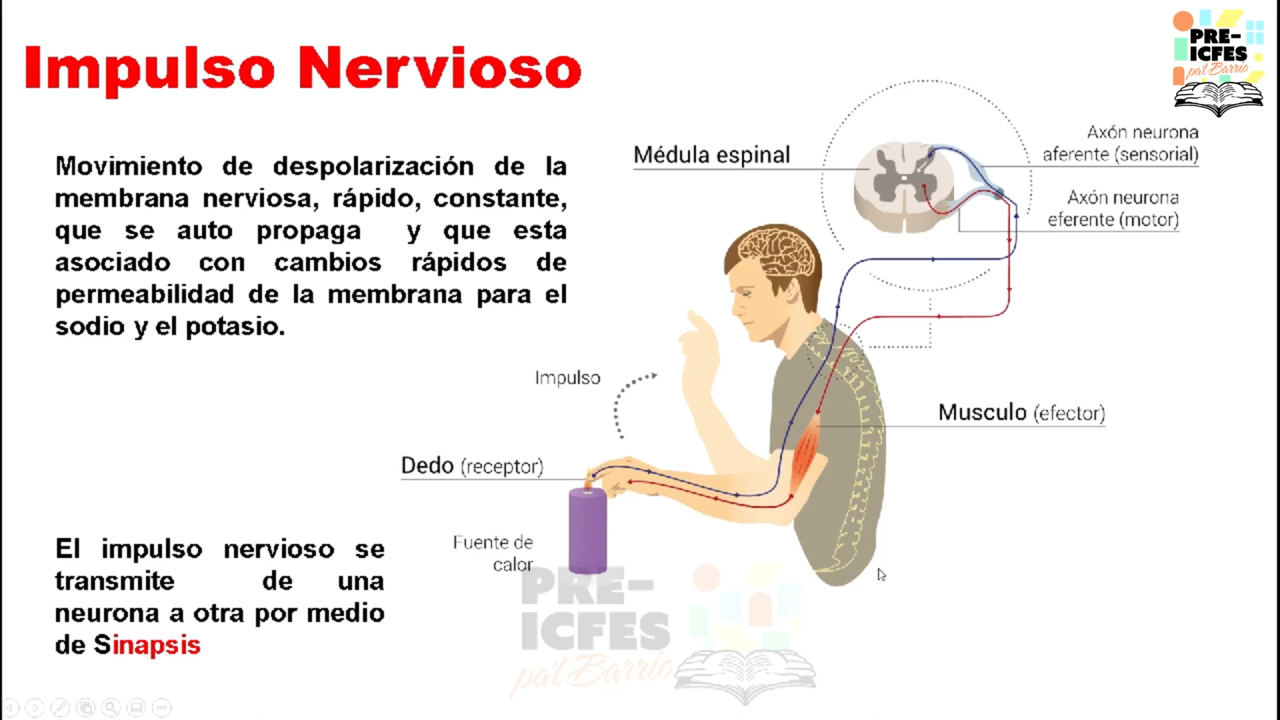 Impulso Nervioso
PRE-
ICFES
pa'l Barrio
Movimiento de despolarización de la
membrana nerviosa, rápido, constante,
que se auto propaga y que esta
asociado con cambios rápidos de
permeabilidad de la membrana para el
sodio y el potasio.
Médula espinal
Axón neurona
aferente (sensorial)
Axón neurona
eferente (motor)
Impulso
Musculo (efector)
Dedo (receptor)
Fuente de
calor
El impulso nervioso se
transmite de una
neurona a otra por medio
de Sinapsis
PRE-
ICFES
pa'l Barrio